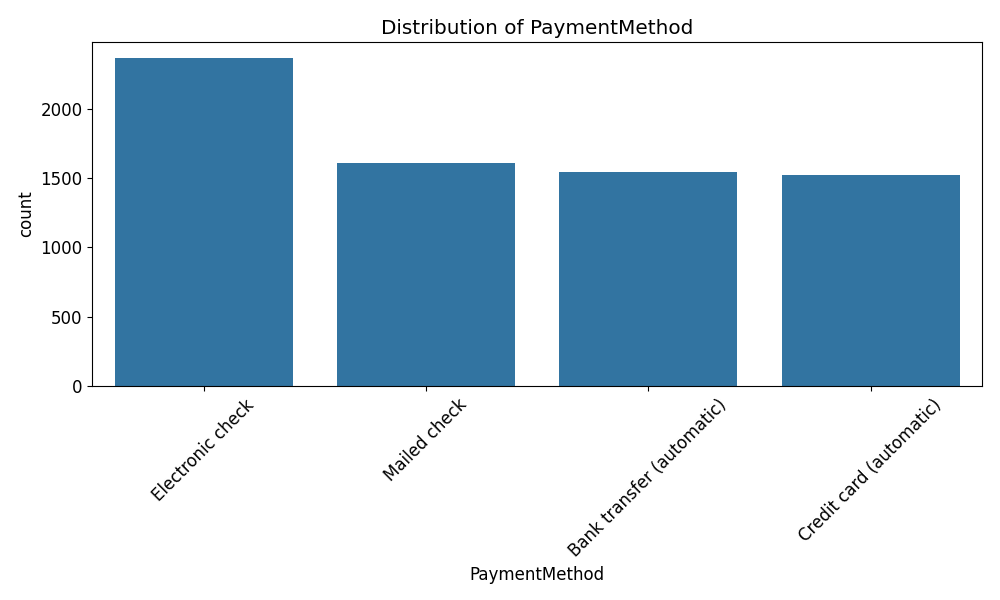 Distribution of PaymentMethod
2000
1500
1000
500
0
count
Electronic check
Mailed check
Bank transfer (automatic)
Credit card (automatic)
PaymentMethod